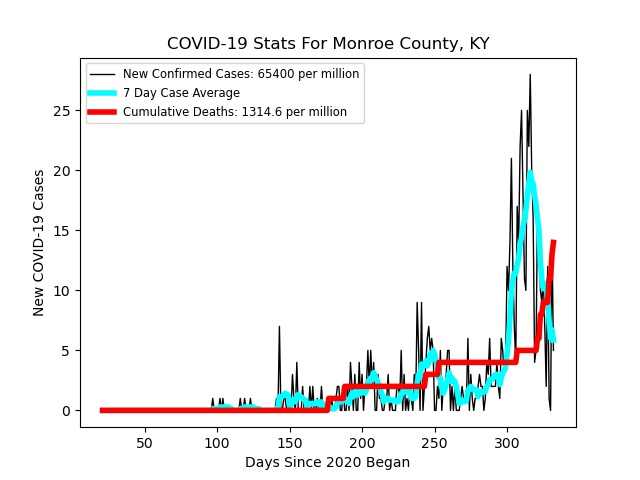 COVID-19 Stats For Monroe County, KY
New Confirmed Cases: 65400 per million
7 Day Case Average
Cumulative Deaths: 1314.6 per million
New COVID-19 Cases
25
20
15
10
5
0
50 100 150 200 250 300
Days Since 2020 Began